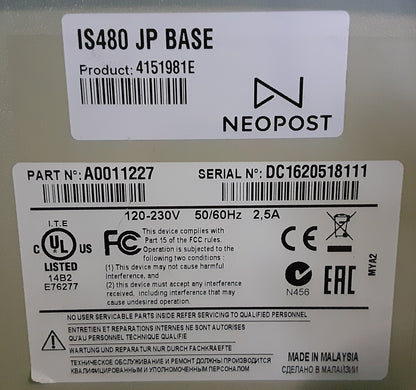 IS480 JP BASE
Product: 4151981E
NEOPOST
PART N°: A0011227
SERIAL N°: DC1620518111
120-230V 50/60Hz 2,5A
I.T.E
C UL US
LISTED
14B2
E76277
FC
This device complies with
Part 15 of the FCC rules.
Operation is subjected to the
following two conditions :
(1) This device may not cause harmful
interference, and
(2) this device must accept any interference
received, including interference that may
cause undesired operation.
CE
N456
EAC
MYA2
NO USER SERVICABLE PARTS INSIDE REFER SERVICING TO QUALIFIED PERSONNEL
ENTRETIEN ET REPARATIONS INTERNE NE SONT AUTORISES
QU'AU PERSONNEL TECHNIQUE QUALIFIE
WARTUNG UND REPARATUR NUR DURCH EMPFANGER
ТЕХНИЧЕСКОЕ ОБСЛУЖИВАНИЕ И РЕМОНТ ДОЛЖНЫ ПРОИЗВОДИТСЯ
КВАЛИФИЦИРОВАННЫМ И УПОЛНОМОЧЕННЫМ ПЕРСОНАЛОМ
MADE IN MALAYSIA
СДЕЛАНО В МАЛАЙЗИИ